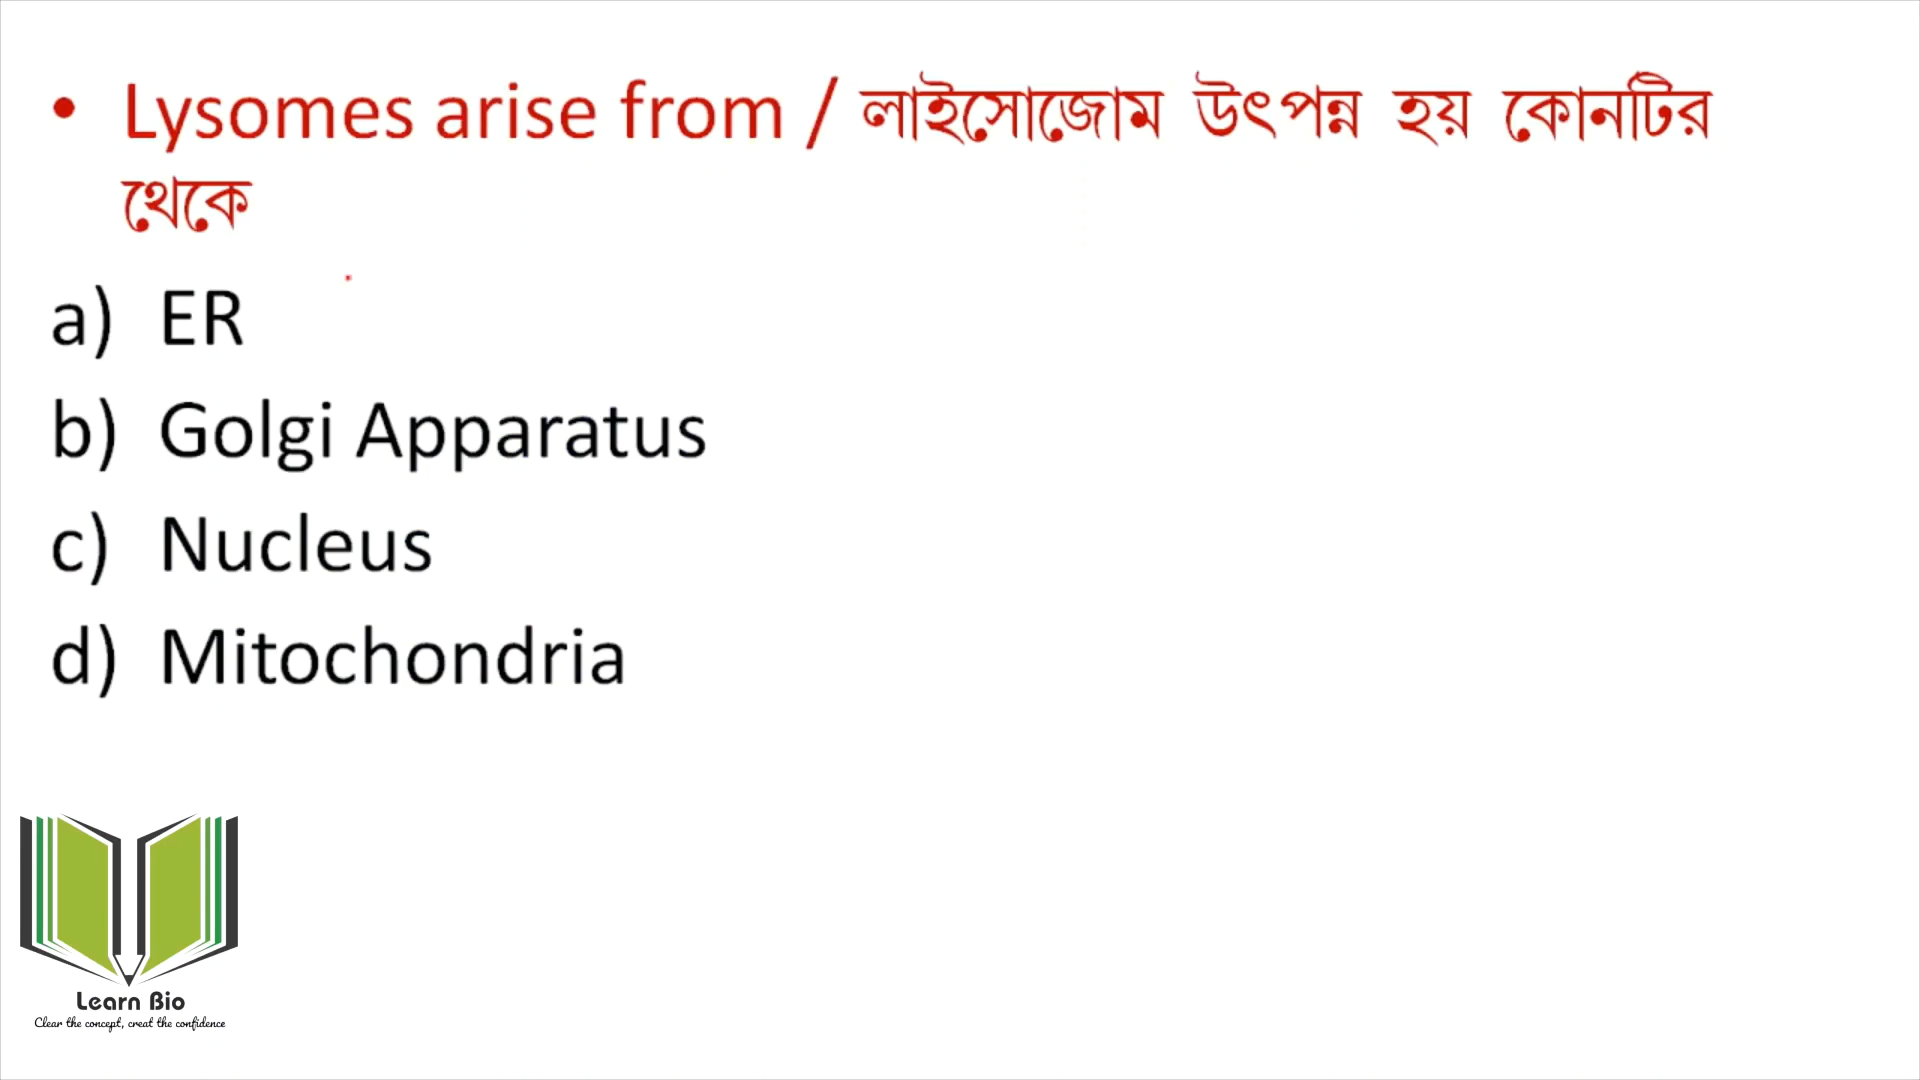 • Lysomes arise from / লাইসোজোম উৎপন্ন হয় কোনটির
থেকে
a) ER
b) Golgi Apparatus
c) Nucleus
d) Mitochondria
Learn Bio
Clear the concept, creat the confidence